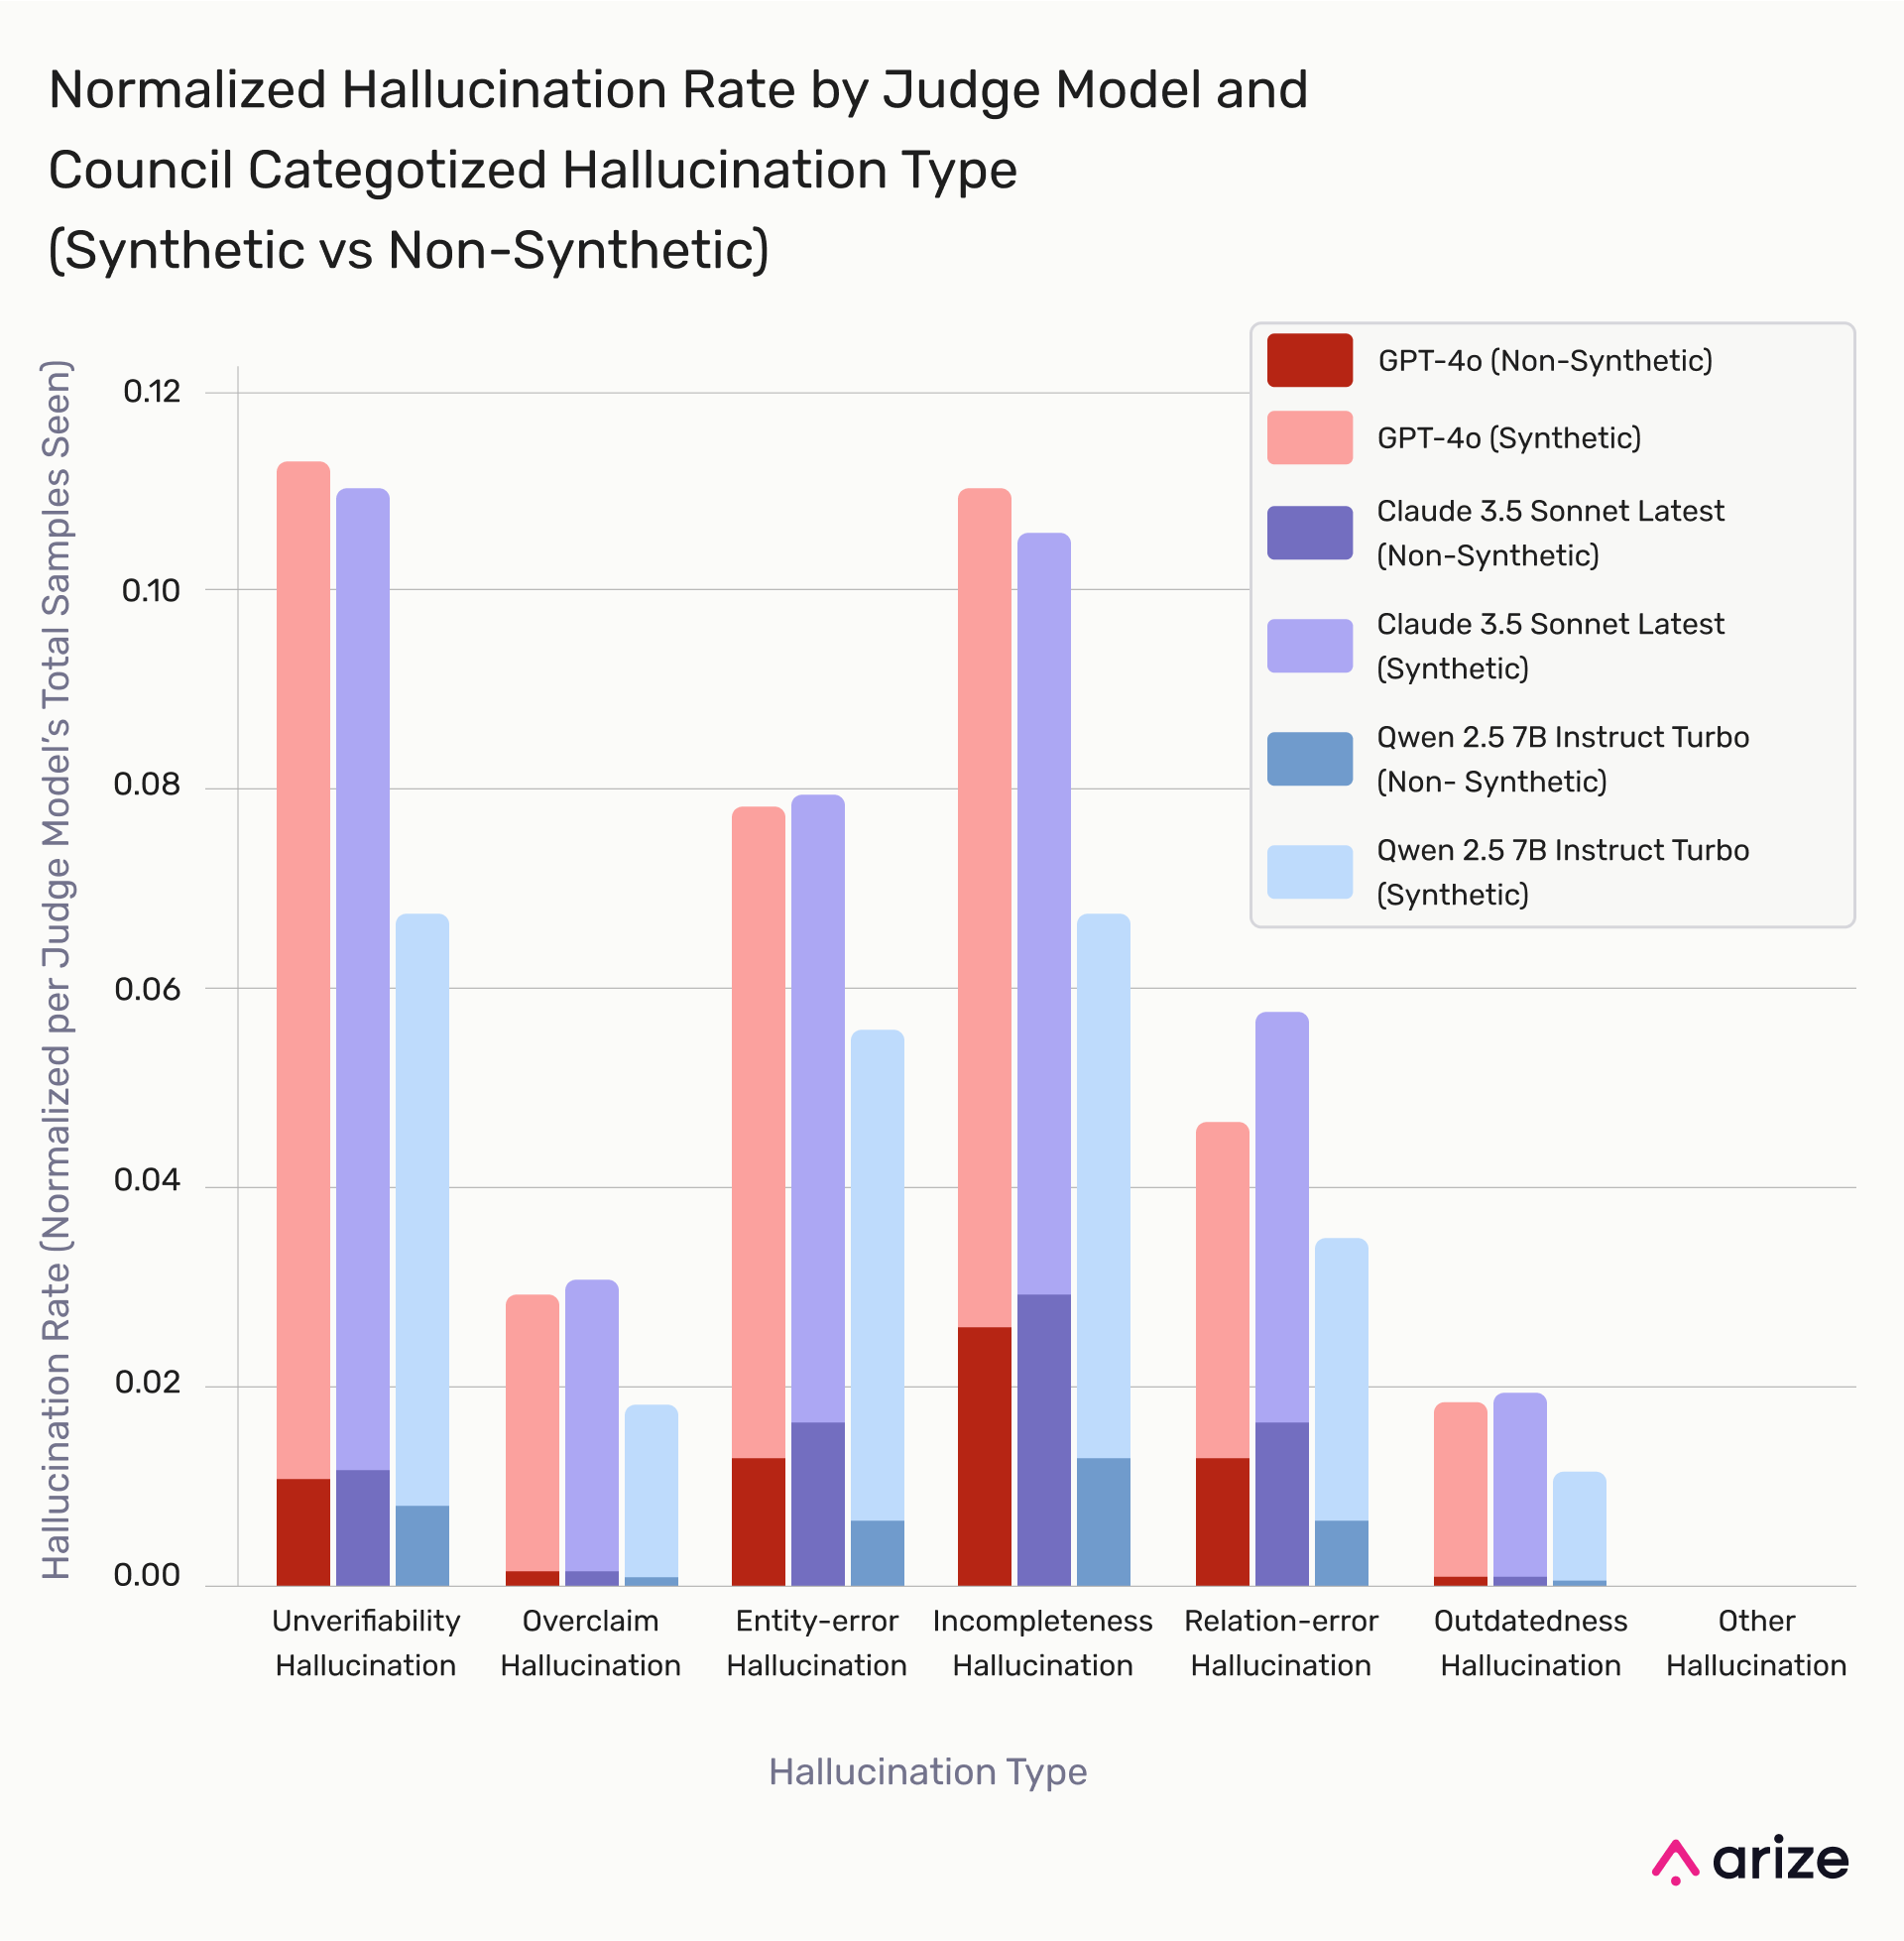 Normalized Hallucination Rate by Judge Model and
Council Categotized Hallucination Type
(Synthetic vs Non-Synthetic)
GPT-4o (Non-Synthetic)
GPT-4o (Synthetic)
Claude 3.5 Sonnet Latest
(Non-Synthetic)
Claude 3.5 Sonnet Latest
(Synthetic)
Qwen 2.5 7B Instruct Turbo
(Non- Synthetic)
Qwen 2.5 7B Instruct Turbo
(Synthetic)
Hallucination Rate (Normalized per Judge Model's Total Samples Seen)
0.12
0.10
0.08
0.06
0.04
0.02
0.00
Unverifiability
Hallucination
Overclaim
Hallucination
Entity-error
Hallucination
Incompleteness
Hallucination
Relation-error
Hallucination
Outdatedness
Hallucination
Other
Hallucination
Hallucination Type
arize